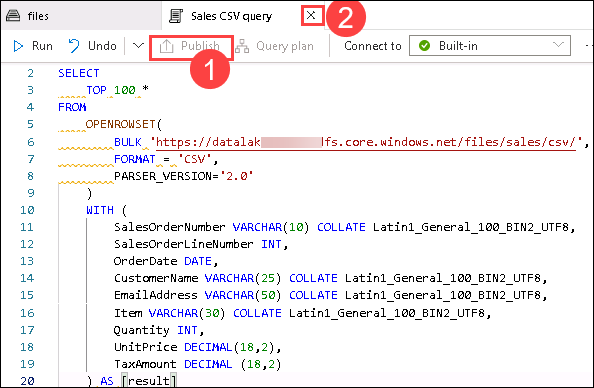 files Sales CSV query × 2
Run Undo Publish Query plan Connect to Built-in
1
2 SELECT
3 TOP 100 *
4 FROM
5 OPENROWSET(
6 BULK 'https://datalak lfs.core.windows.net/files/sales/csv/',
7 FORMAT = 'CSV',
8 PARSER_VERSION='2.0'
9 )
10 WITH (
11 SalesOrderNumber VARCHAR(10) COLLATE Latin1_General_100_BIN2_UTF8,
12 SalesOrderLineNumber INT,
13 OrderDate DATE,
14 CustomerName VARCHAR(25) COLLATE Latin1_General_100_BIN2_UTF8,
15 EmailAddress VARCHAR(50) COLLATE Latin1_General_100_BIN2_UTF8,
16 Item VARCHAR(30) COLLATE Latin1_General_100_BIN2_UTF8,
17 Quantity INT,
18 UnitPrice DECIMAL(18,2),
19 TaxAmount DECIMAL (18,2)
20 ) AS [result]